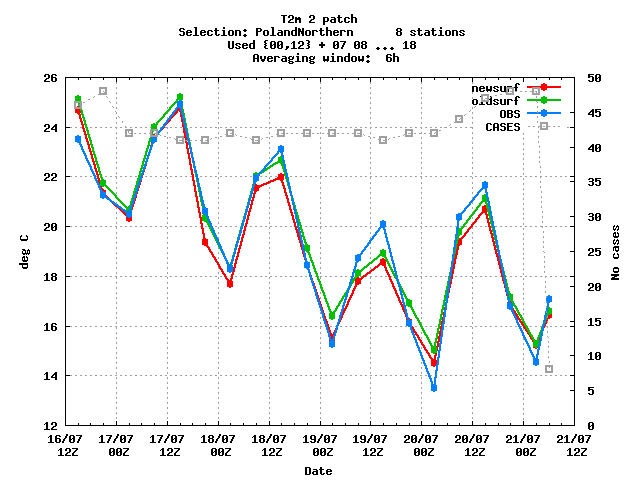 T2m 2 patch
Selection: PolandNorthern      8 stations
Used {00,12} + 07 08 ... 18
Averaging window:  6h
26
24
22
20
18
16
14
12
deg C
50
45
40
35
30
25
20
15
10
5
0
No cases
newsurf
oldsurf
OBS
CASES
16/07 17/07 17/07 18/07 18/07 19/07 19/07 20/07 20/07 21/07 21/07
12Z 00Z 12Z 00Z 12Z 00Z 12Z 00Z 12Z 00Z 12Z
Date